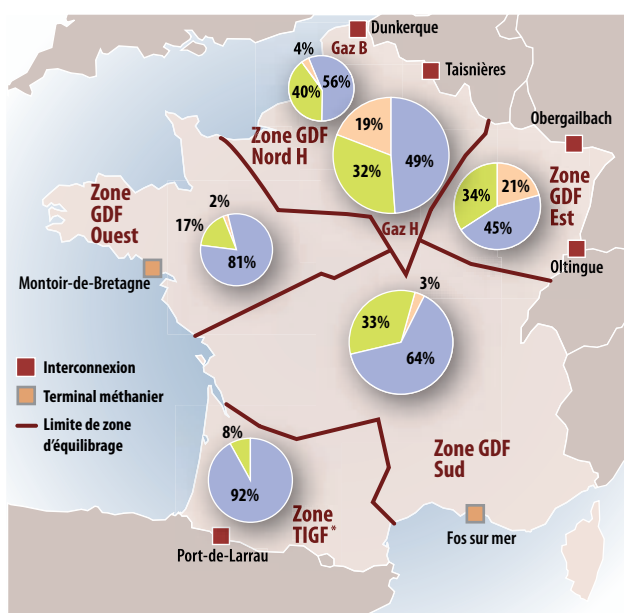 Dunkerque
Gaz B
Taisnières
4%
56%
40%
Obergailbach
Zone GDF
Nord H
19%
49%
32%
Zone
GDF
Est
34%
21%
45%
Zone
GDF
Ouest
2%
17%
81%
Gaz H
Oltingue
Montoir-de-Bretagne
3%
33%
64%
Interconnexion
Terminal méthanier
Limite de zone
d'équilibrage
8%
92%
Zone GDF
Sud
Zone
TIGF*
Port-de-Larrau
Fos sur mer